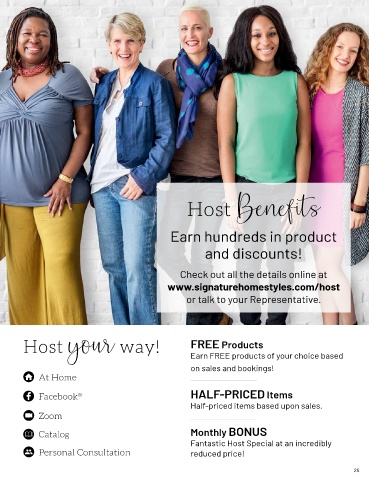 Host Benefits
Earn hundreds in product
and discounts!
Check out all the details online at
www.signaturehomestyles.com/host
or talk to your Representative.
Host your way!
At Home
Facebook®
Zoom
Catalog
Personal Consultation
FREE Products
Earn FREE products of your choice based
on sales and bookings!
HALF-PRICED Items
Half-priced items based upon sales.
Monthly BONUS
Fantastic Host Special at an incredibly
reduced price!
25